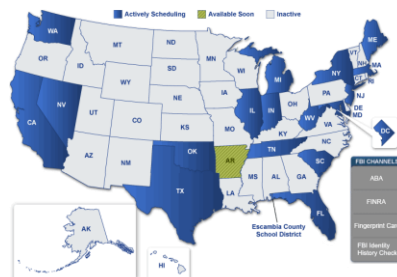 Actively Scheduling Available Soon Inactive
WA
MT
ND
MN
ME
OR
ID
SD
WI
MI
VT
NH
NY
MA
CT
RI
WY
IA
PA
NJ
NV
NE
IL
IN
OH
DE
MD
UT
CO
WV
VA
DC
CA
KS
MO
KY
NC
TN
OK
AR
SC
AZ
NM
MS
AL
GA
TX
LA
FL
Escambia County
School District
AK
HI
FBI CHANNEL
ABA
FINRA
Fingerprint Car
FBI Identity
History Check